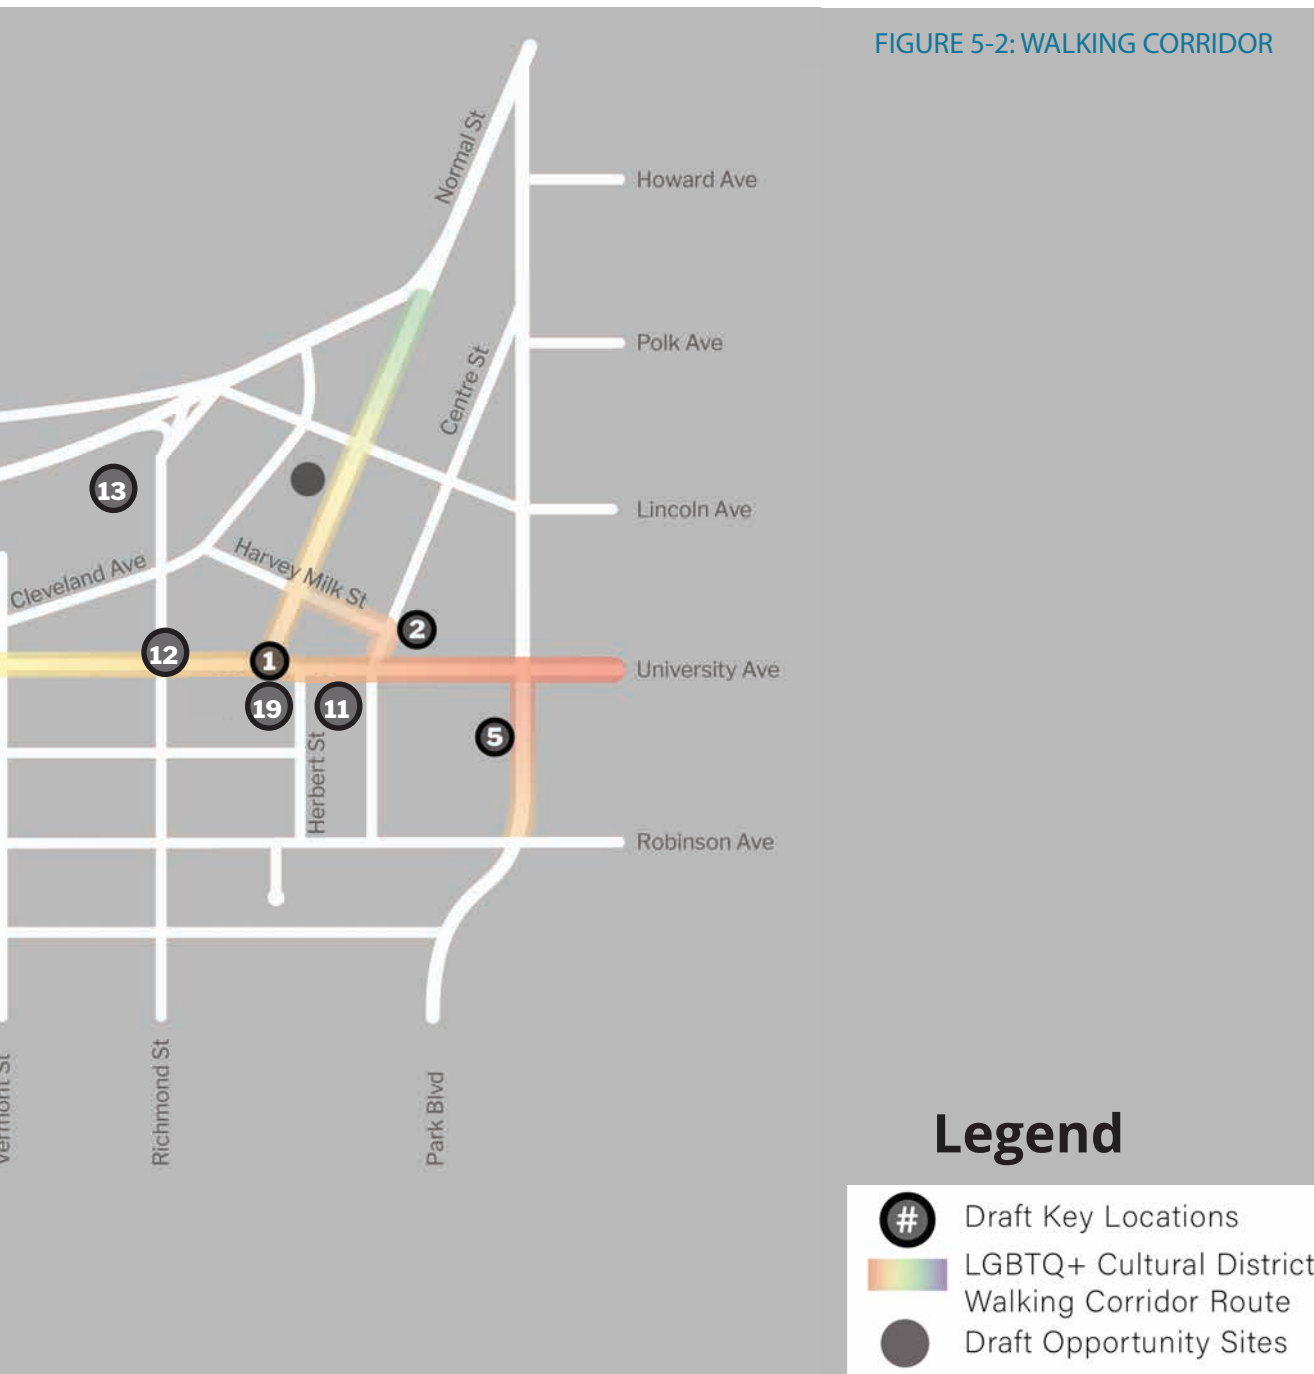 FIGURE 5-2: WALKING CORRIDOR
Normal St
Howard Ave
Polk Ave
Centre St
13
Lincoln Ave
Harvey Milk St
Cleveland Ave
2
12
1
University Ave
19
11
5
Herbert St
Robinson Ave
Vermont St
Richmond St
Park Blvd
Legend
# Draft Key Locations
LGBTQ+ Cultural District
Walking Corridor Route
Draft Opportunity Sites